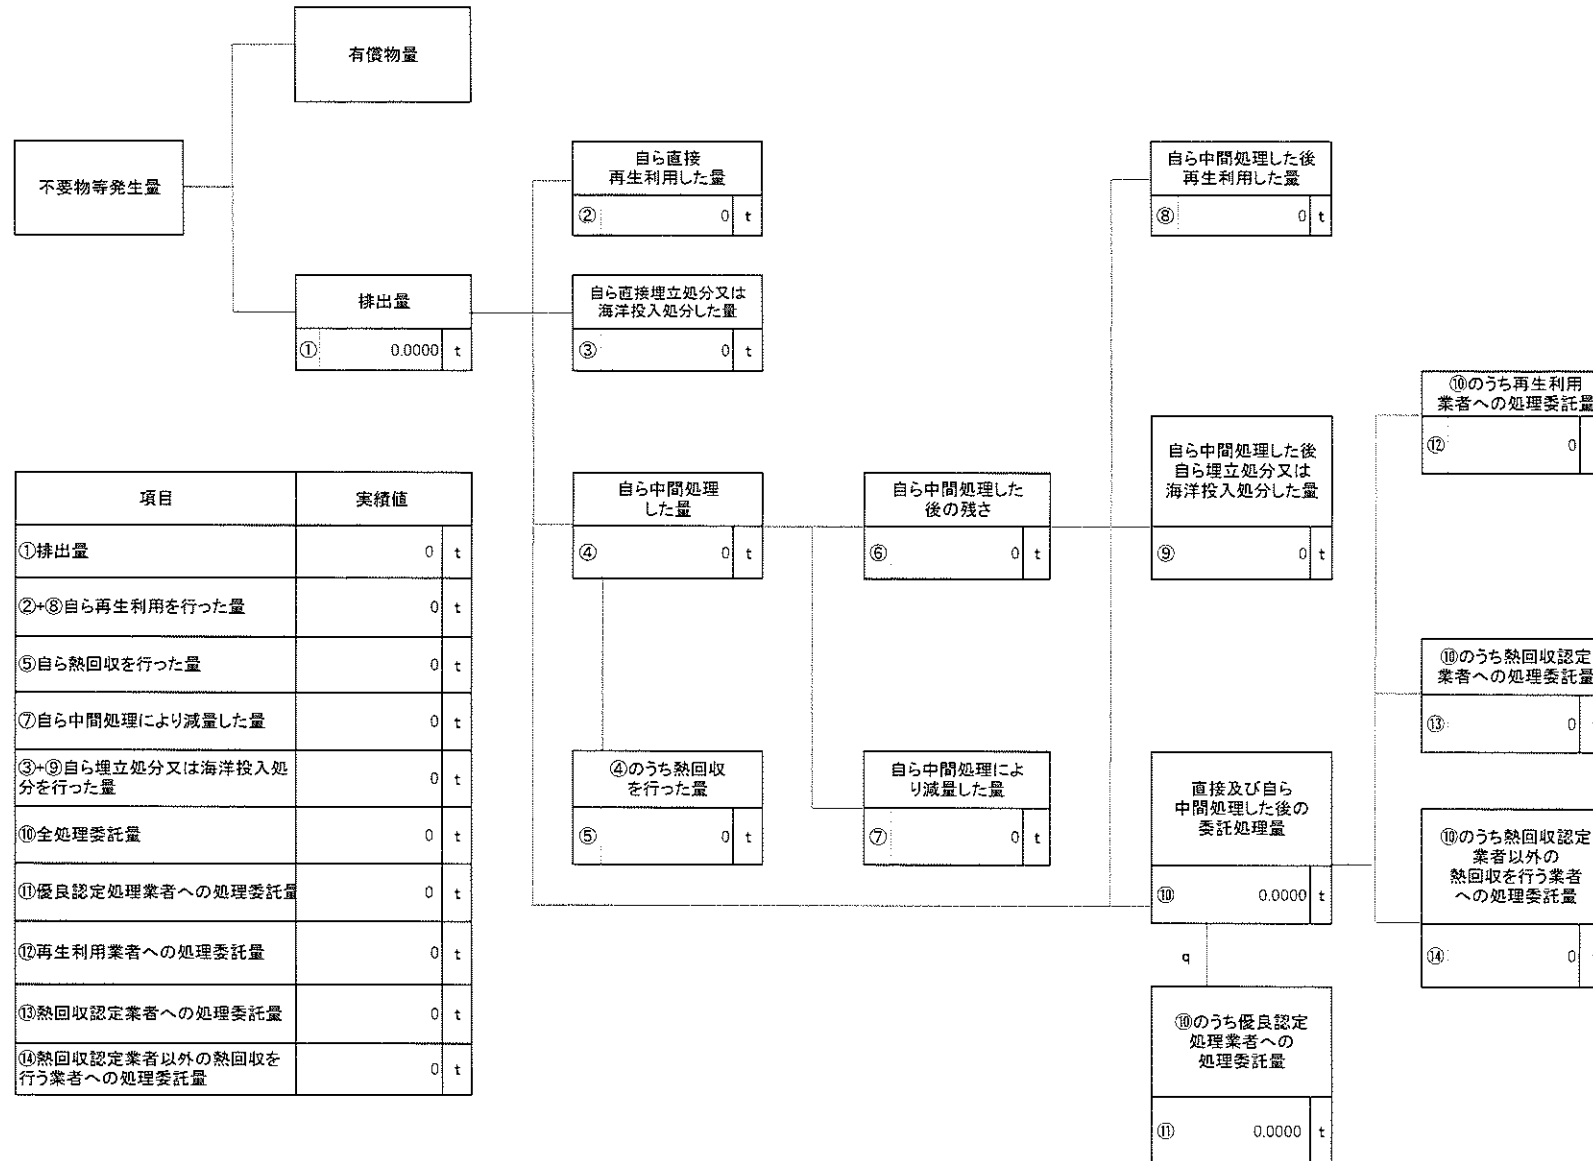 有償物量
不要物等発生量
排出量
① 0.0000 t
自ら直接
再生利用した量
② 0 t
自ら直接埋立処分又は
海洋投入処分した量
③ 0 t
自ら中間処理
した量
④ 0 t
④のうち熱回収
を行った量
⑤ 0 t
自ら中間処理した
後の残さ
⑥ 0 t
自ら中間処理によ
り減量した量
⑦ 0 t
自ら中間処理した後
再生利用した量
⑧ 0 t
自ら中間処理した後
自ら埋立処分又は
海洋投入処分した量
⑨ 0 t
直接及び自ら
中間処理した後の
委託処理量
⑩ 0.0000 t
q
⑩のうち優良認定
処理業者への
処理委託量
⑪ 0.0000 t
⑩のうち再生利用
業者への処理委託量
⑫ 0
⑩のうち熱回収認定
業者への処理委託量
⑬ 0
⑩のうち熱回収認定
業者以外の
熱回収を行う業者
への処理委託量
⑭ 0
項目 実績値
①排出量 0 t
②+⑧自ら再生利用を行った量 0 t
⑤自ら熱回収を行った量 0 t
⑦自ら中間処理により減量した量 0 t
③+⑨自ら埋立処分又は海洋投入処
分を行った量 0 t
⑩全処理委託量 0 t
⑪優良認定処理業者への処理委託量 0 t
⑫再生利用業者への処理委託量 0 t
⑬熱回収認定業者への処理委託量 0 t
⑭熱回収認定業者以外の熱回収を
行う業者への処理委託量 0 t